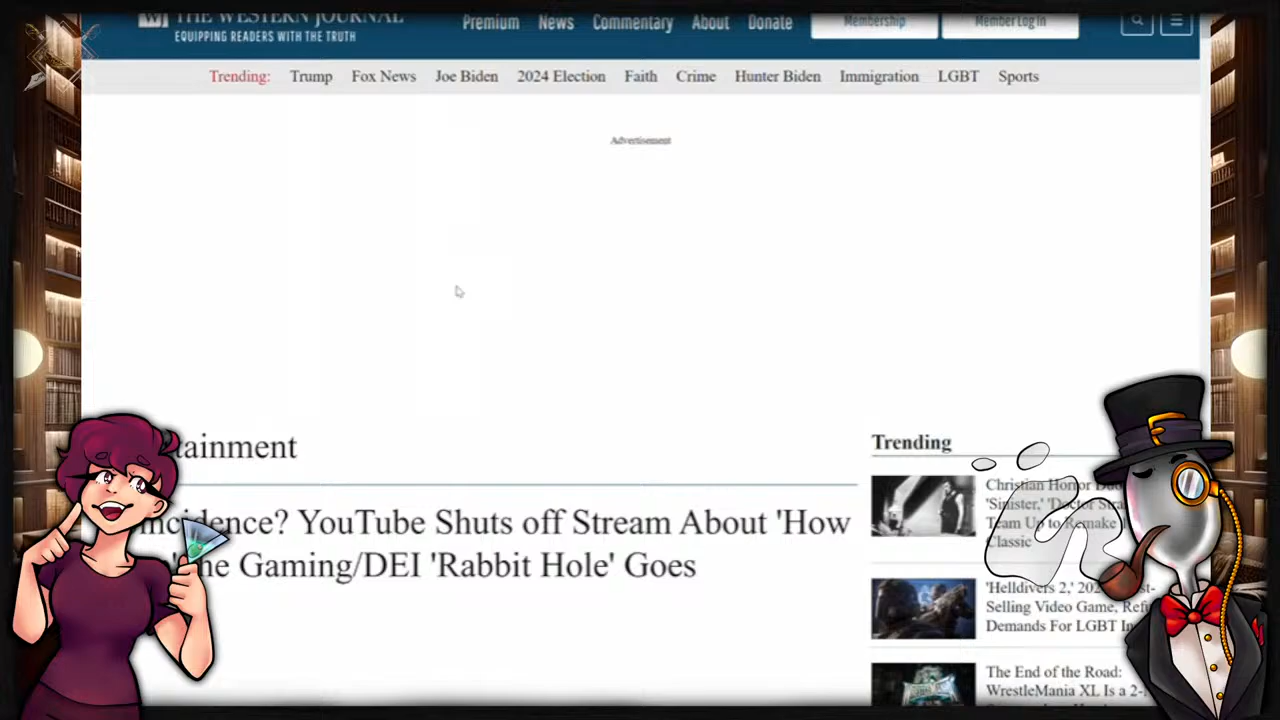 THE WESTERN JOURNAL
EQUIPPING READERS WITH THE TRUTH
Premium News Commentary About Donate Membership Member Log In
Trending: Trump Fox News Joe Biden 2024 Election Faith Crime Hunter Biden Immigration LGBT Sports
Advertisement
tainment
ncidence? YouTube Shuts off Stream About 'How
he Gaming/DEI 'Rabbit Hole' Goes
Trending
Christian Horror
'Sinister,' 'Doctor Stra
Team Up to Remake
Classic
'Helldivers 2,' 202 st-
Selling Video Game, Refu
Demands For LGBT In
The End of the Road:
WrestleMania XL Is a 2-